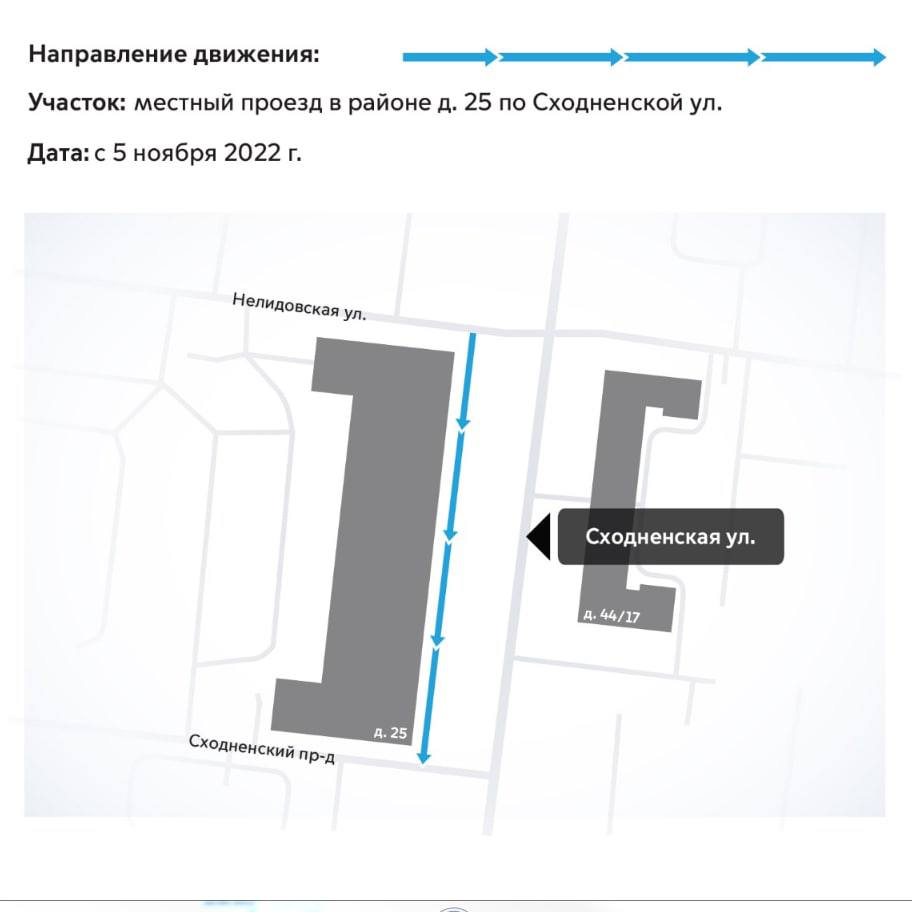 Направление движения:
Участок: местный проезд в районе д. 25 по Сходненской ул.
Дата: с 5 ноября 2022 г.
Нелидовская ул.
Сходненская ул.
д. 44/17
д. 25
Сходненский пр-д